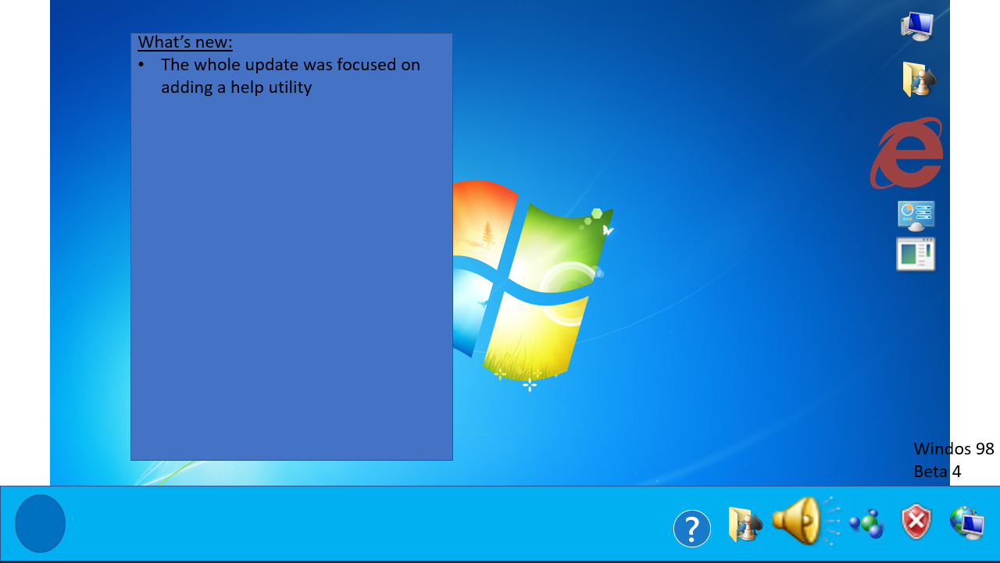 What’s new:
• The whole update was focused on
adding a help utility
Windos 98
Beta 4
?